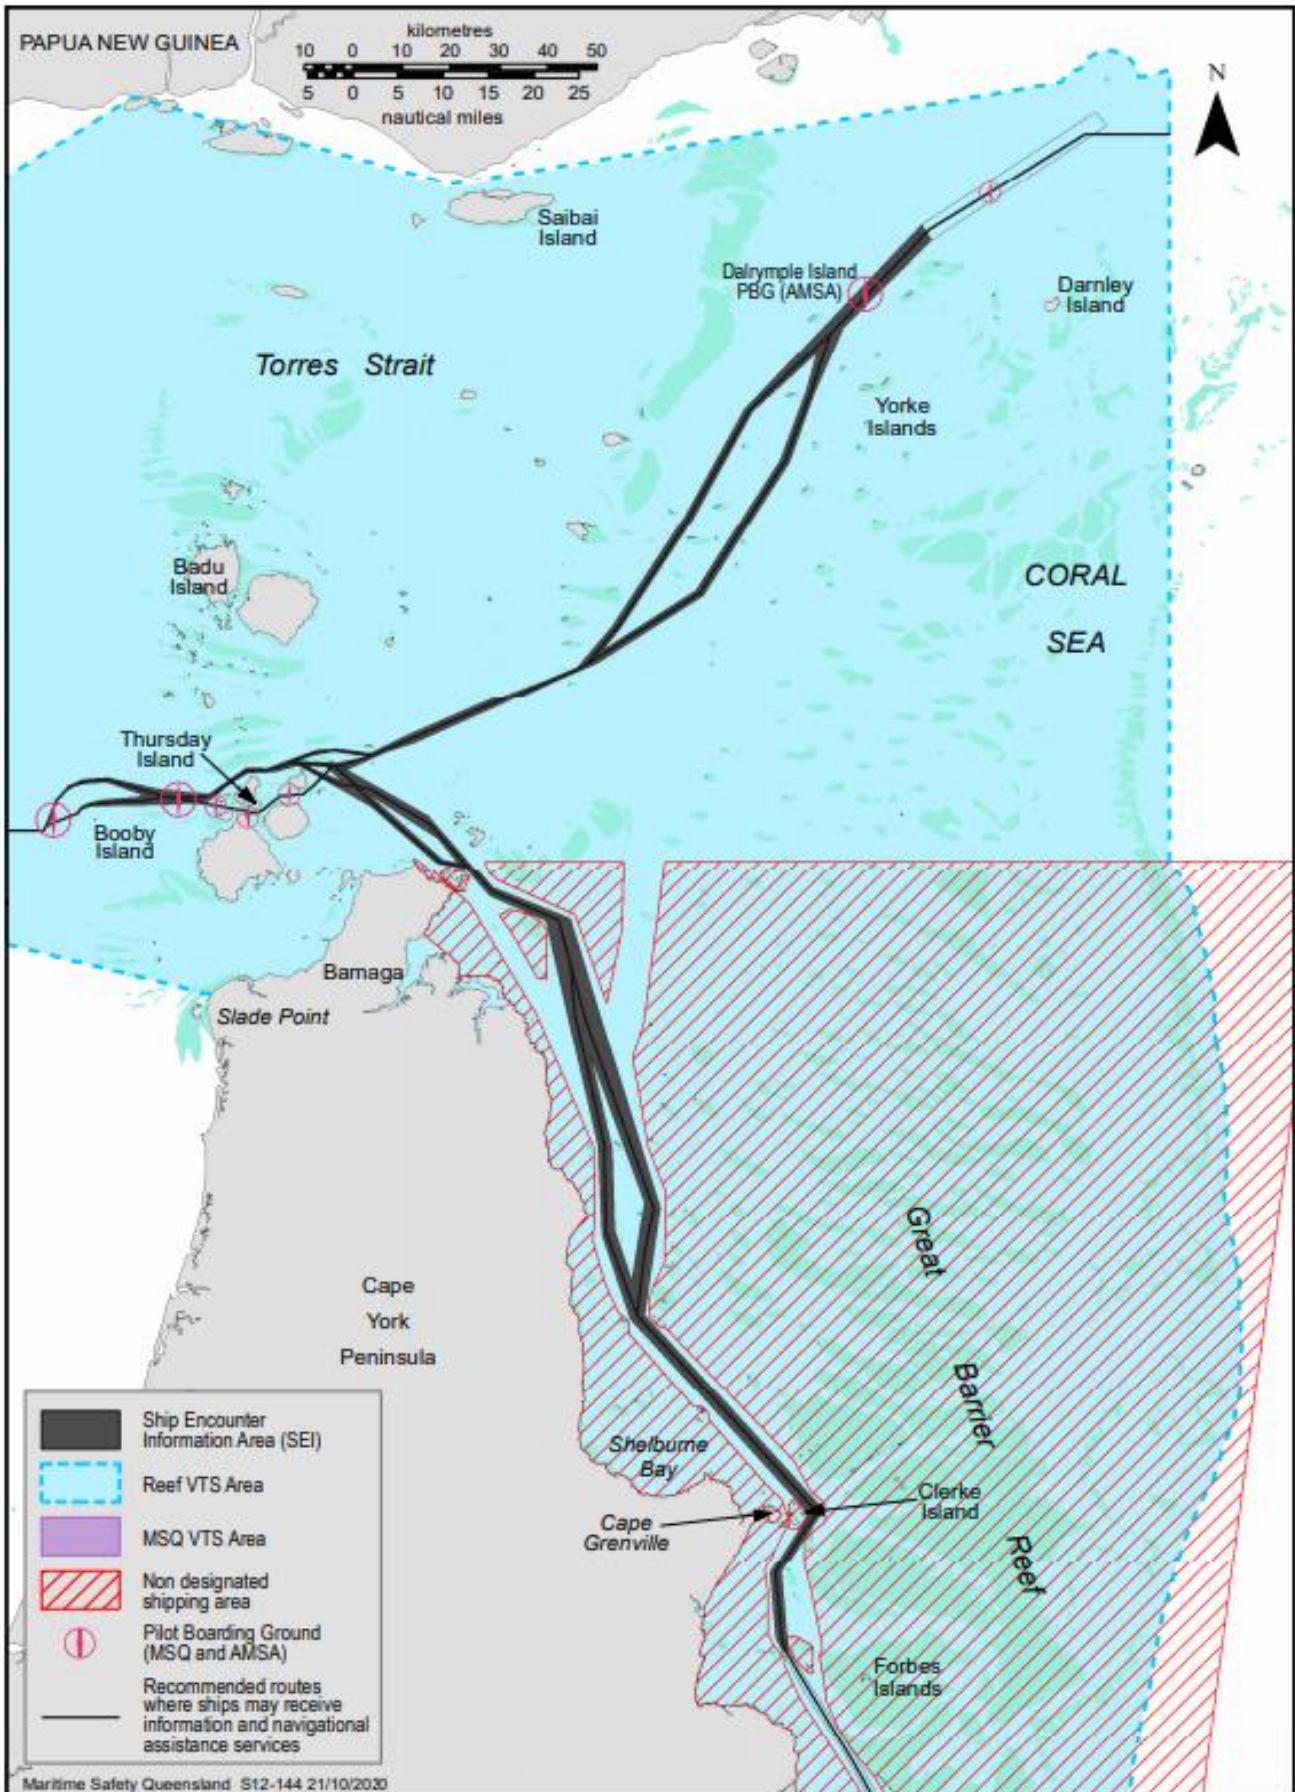 PAPUA NEW GUINEA
kilometres
10 0 10 20 30 40 50
5 0 5 10 15 20 25
nautical miles
N
Saibai
Island
Dalrymple Island
PBG (AMSA)
Darnley
Island
Torres Strait
Yorke
Islands
Badu
Island
CORAL
SEA
Thursday
Island
Booby
Island
Bamaga
Slade Point
Cape
York
Peninsula
Great
Barrier
Reef
Shelburne
Bay
Clerke
Island
Cape
Grenville
Forbes
Islands
Ship Encounter
Information Area (SEI)
Reef VTS Area
MSQ VTS Area
Non designated
shipping area
Pilot Boarding Ground
(MSQ and AMSA)
Recommended routes
where ships may receive
information and navigational
assistance services
Maritime Safety Queensland S12-144 21/10/2020